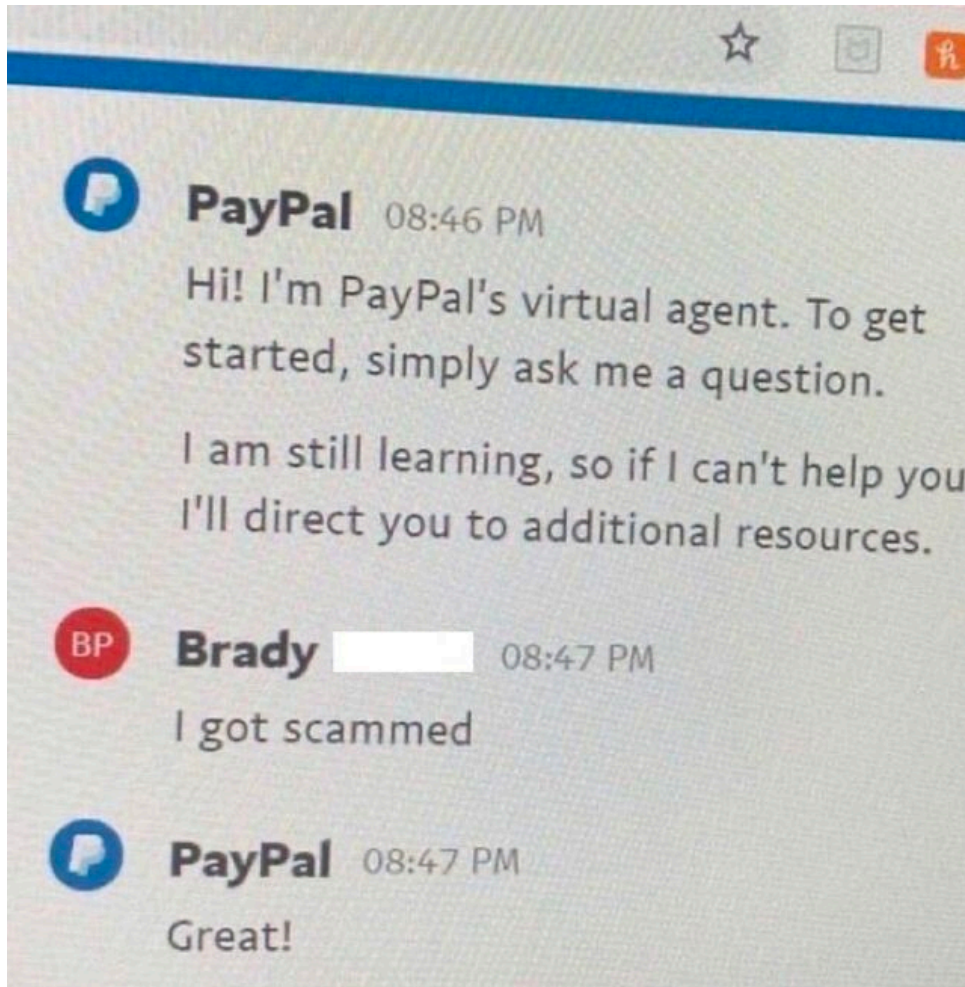 PayPal 08:46 PM
Hi! I'm PayPal's virtual agent. To get
started, simply ask me a question.
I am still learning, so if I can't help you
I'll direct you to additional resources.
BP
Brady 08:47 PM
I got scammed
PayPal 08:47 PM
Great!